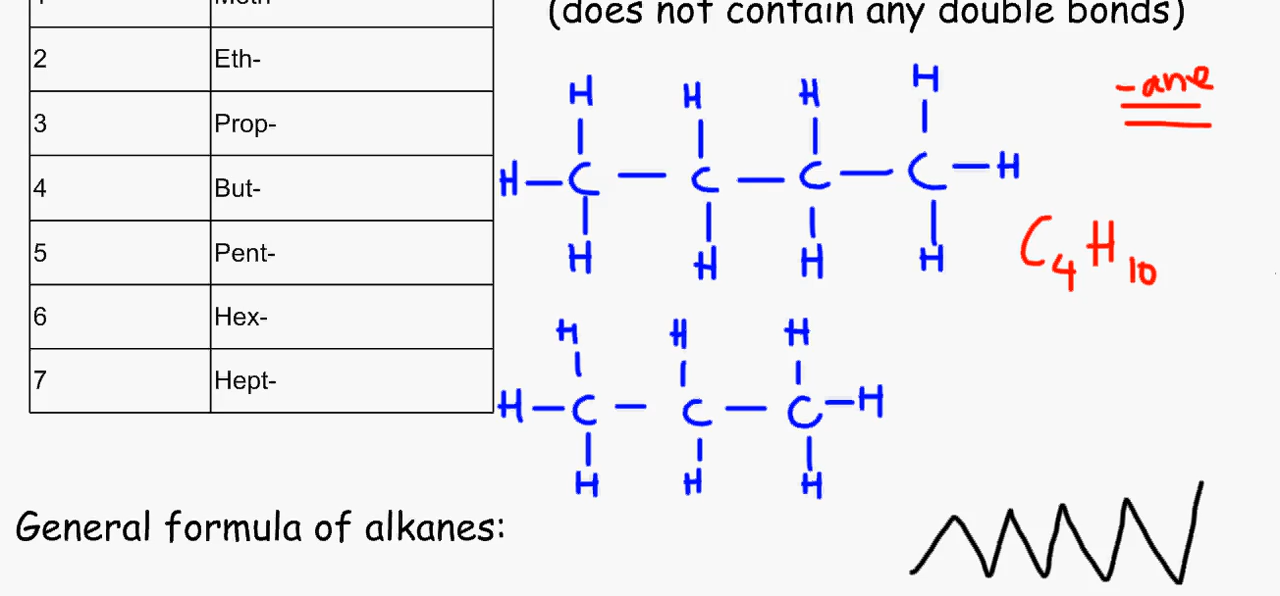 Meth-
(does not contain any double bonds)
2 Eth-
3 Prop-
4 But-
5 Pent-
6 Hex-
7 Hept-
-ane
H H H H
H-C-C-C-C-H
H H H H
C4H10
H H H
H-C-C-C-H
H H H
General formula of alkanes: